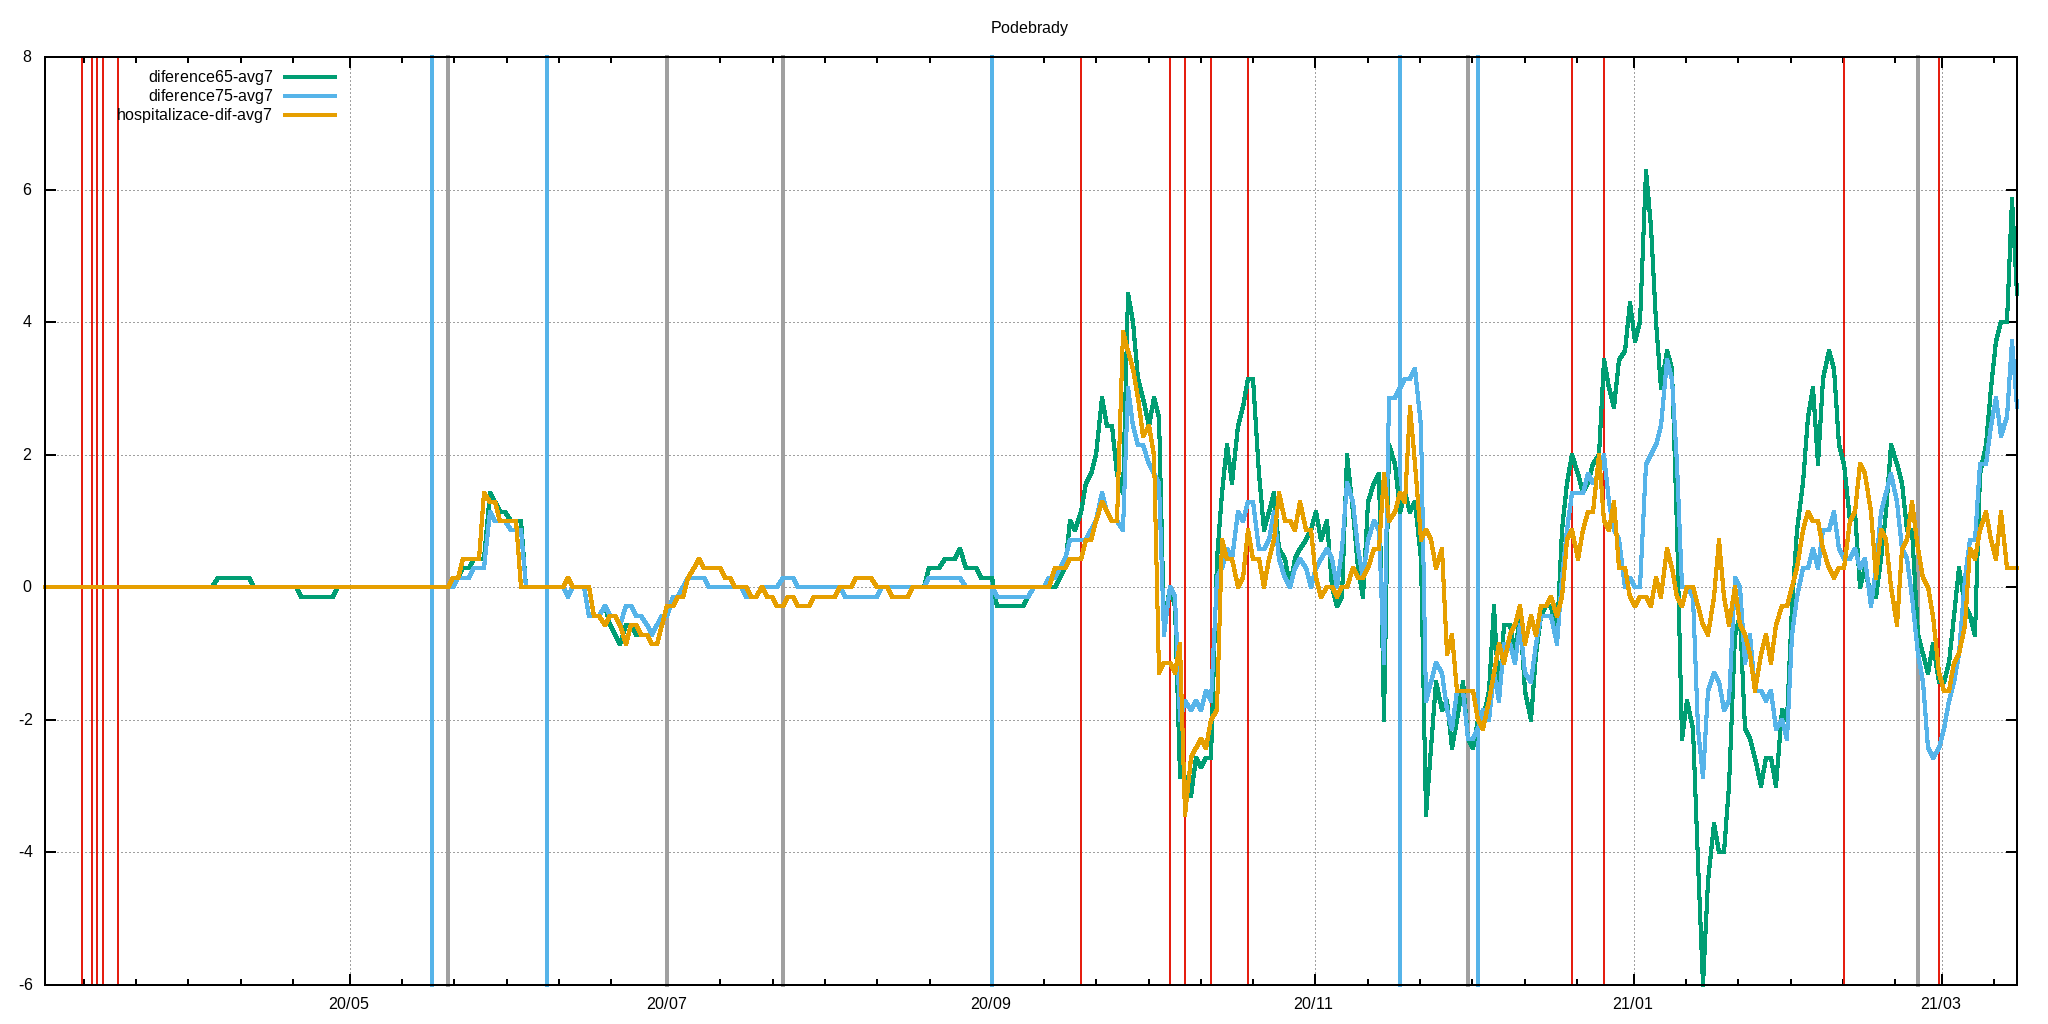 Podebrady
8
diference65-avg7
diference75-avg7
hospitalizace-dif-avg7
6
4
2
0
-2
-4
-6
20/05 20/07 20/09 20/11 21/01 21/03